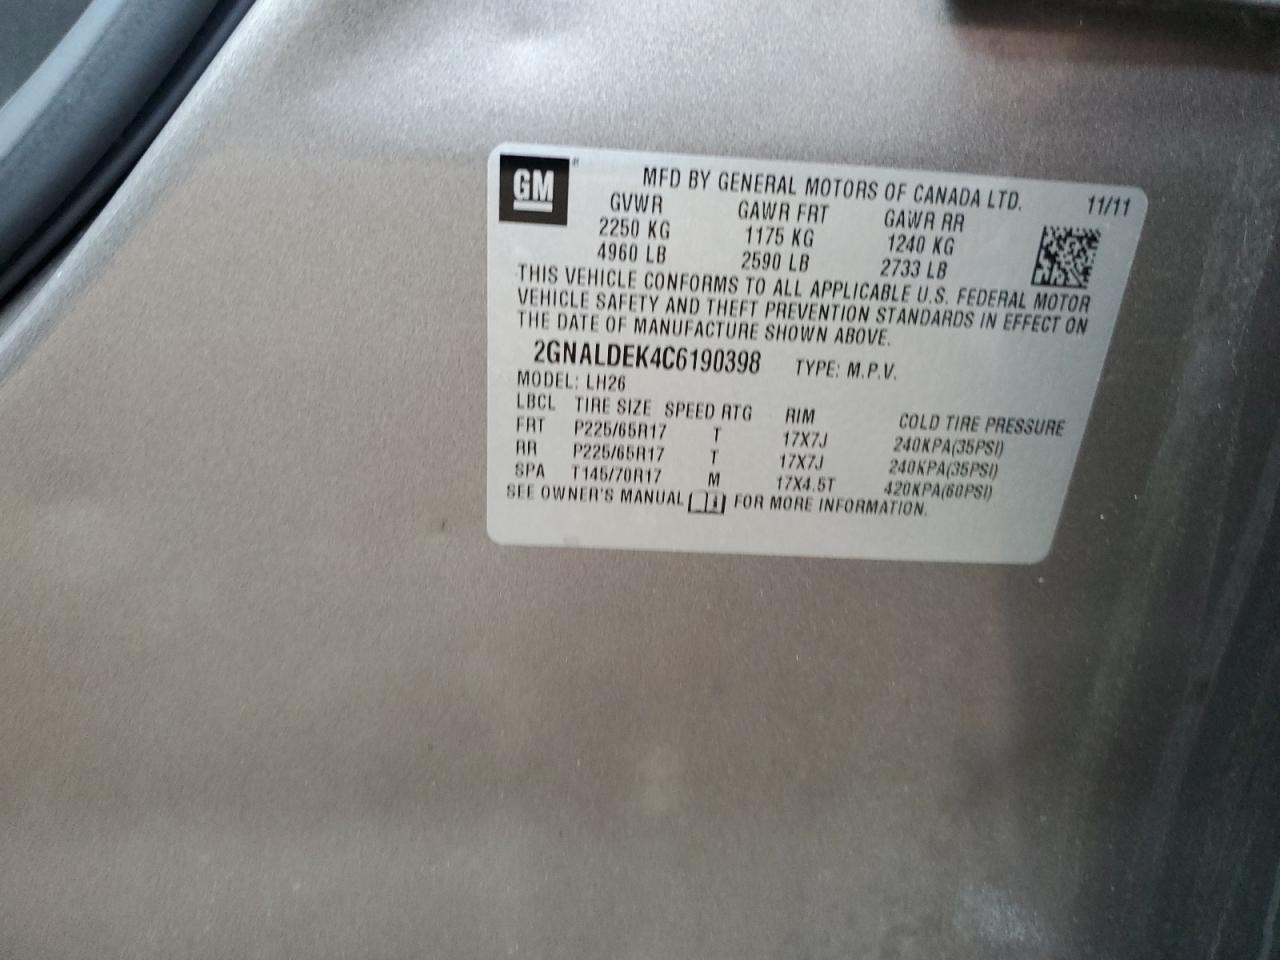 GM
MFD BY GENERAL MOTORS OF CANADA LTD. 11/11
GVWR GAWR FRT GAWR RR
2250 KG 1175 KG 1240 KG
4960 LB 2590 LB 2733 LB
THIS VEHICLE CONFORMS TO ALL APPLICABLE U.S. FEDERAL MOTOR
VEHICLE SAFETY AND THEFT PREVENTION STANDARDS IN EFFECT ON
THE DATE OF MANUFACTURE SHOWN ABOVE.
2GNALDEK4C6190398 TYPE: M.P.V.
MODEL: LH26
LBCL TIRE SIZE SPEED RTG RIM COLD TIRE PRESSURE
FRT P225/65R17 T 17X7J 240KPA(35PSI)
RR P225/65R17 T 17X7J 240KPA(35PSI)
SPA T145/70R17 M 17X4.5T 420KPA(60PSI)
SEE OWNER'S MANUAL FOR MORE INFORMATION.